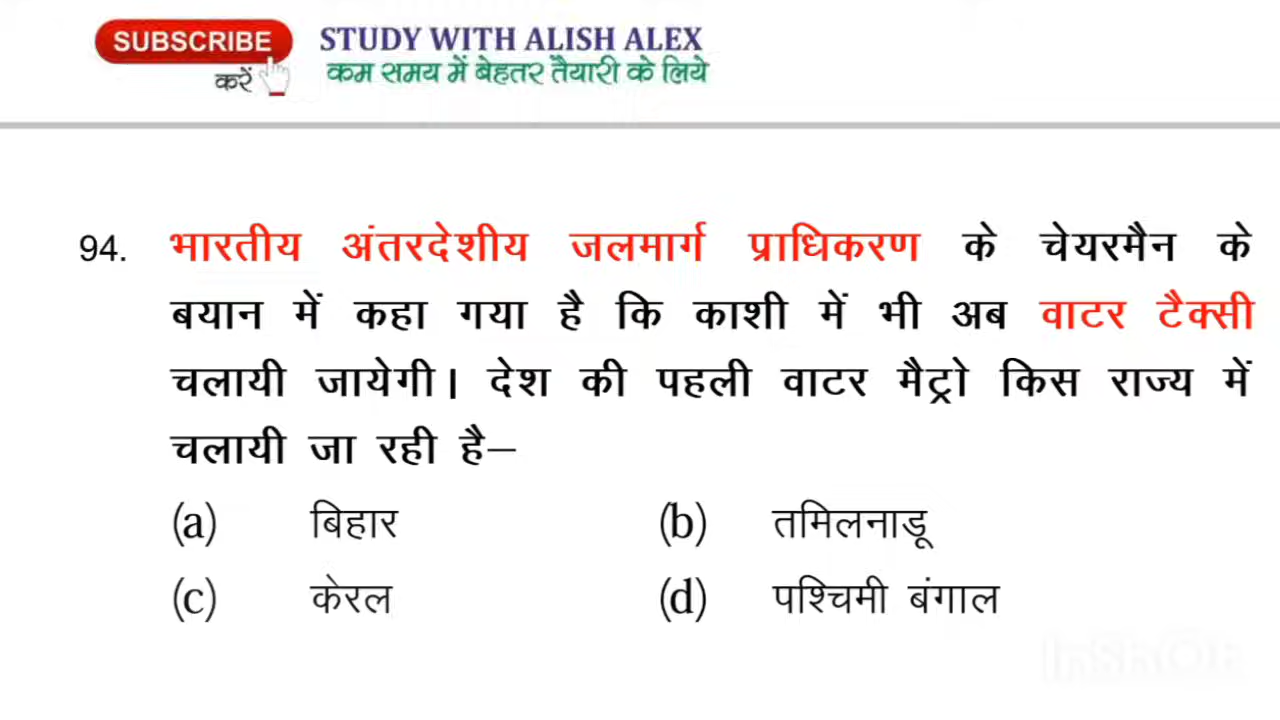 SUBSCRIBE
करें
STUDY WITH ALISH ALEX
कम समय में बेहतर तैयारी के लिये
94. भारतीय अंतरदेशीय जलमार्ग प्राधिकरण के चेयरमैन के
बयान में कहा गया है कि काशी में भी अब वाटर टैक्सी
चलायी जायेगी। देश की पहली वाटर मैट्रो किस राज्य में
चलायी जा रही है–
(a) बिहार (b) तमिलनाडू
(c) केरल (d) पश्चिमी बंगाल